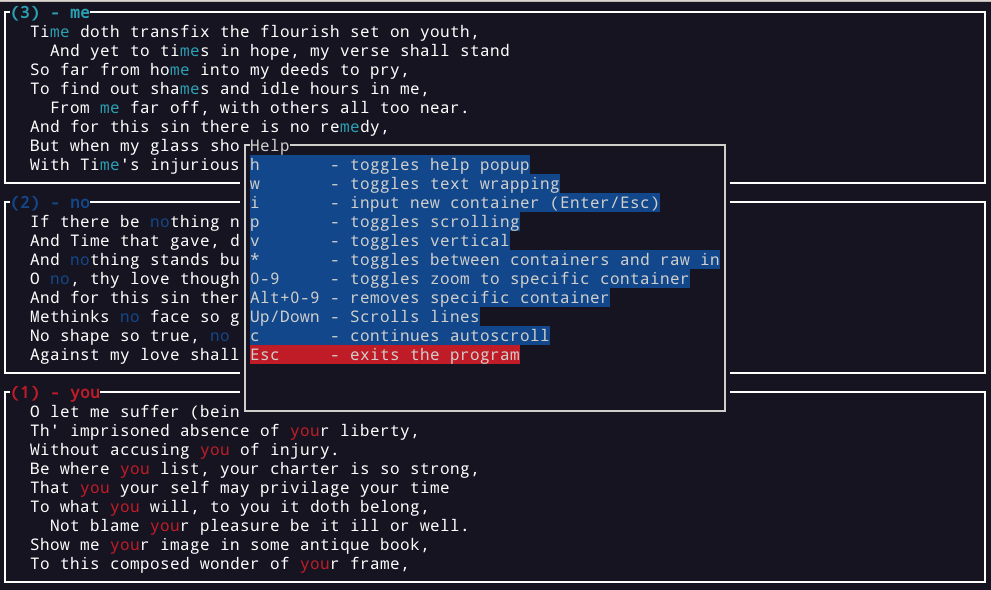 (3) - me
Time doth transfix the flourish set on youth,
And yet to times in hope, my verse shall stand
So far from home into my deeds to pry,
To find out shames and idle hours in me,
From me far off, with others all too near.
And for this sin there is no remedy,
But when my glass sho
With Time's injurious
Help
h - toggles help popup
w - toggles text wrapping
i - input new container (Enter/Esc)
p - toggles scrolling
v - toggles vertical
* - toggles between containers and raw in
0-9 - toggles zoom to specific container
Alt+0-9 - removes specific container
Up/Down - Scrolls lines
c - continues autoscroll
Esc - exits the program
(2) - no
If there be nothing n
And Time that gave, d
And nothing stands bu
O no, thy love though
And for this sin ther
Methinks no face so g
No shape so true, no
Against my love shall
(1) - you
O let me suffer (bein
Th' imprisoned absence of your liberty,
Without accusing you of injury.
Be where you list, your charter is so strong,
That you your self may privilage your time
To what you will, to you it doth belong,
Not blame your pleasure be it ill or well.
Show me your image in some antique book,
To this composed wonder of your frame,